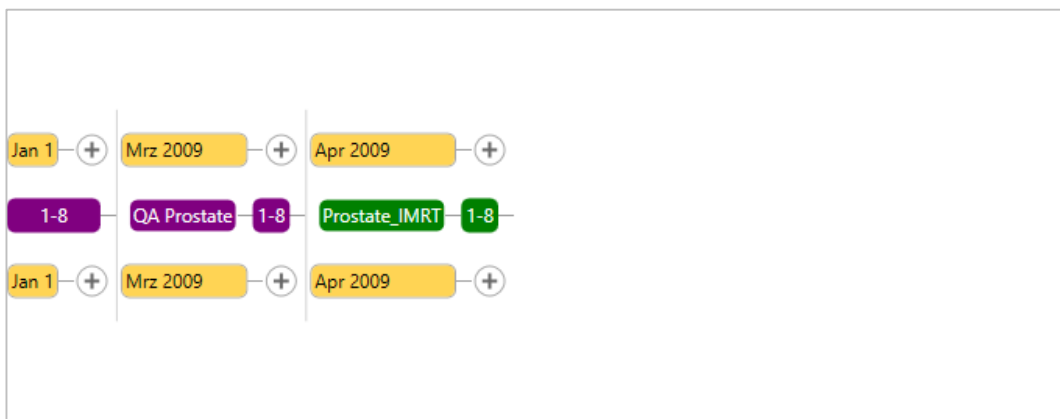 Jan 1 Mrz 2009 Apr 2009
1-8 QA Prostate 1-8 Prostate_IMRT 1-8
Jan 1 Mrz 2009 Apr 2009